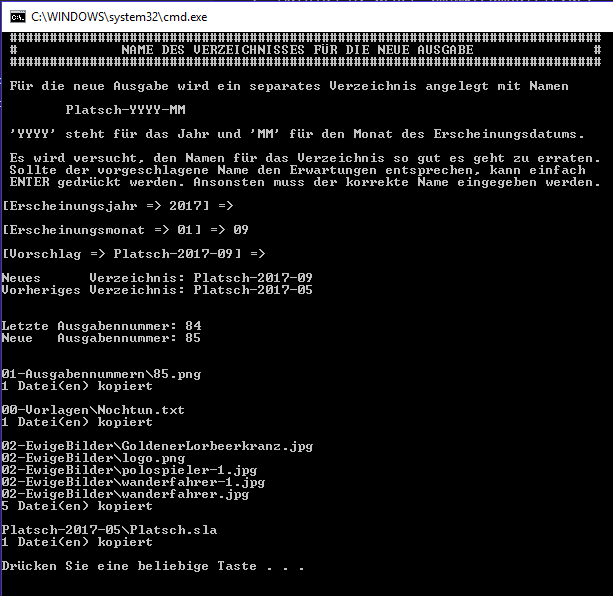 C:\WINDOWS\system32\cmd.exe
##########################################################################
# NAME DES VERZEICHNISSES FÜR DIE NEUE AUSGABE #
##########################################################################
Für die neue Ausgabe wird ein separates Verzeichnis angelegt mit Namen
Platsch-YYYY-MM
'YYYY' steht für das Jahr und 'MM' für den Monat des Erscheinungsdatums.
Es wird versucht, den Namen für das Verzeichnis so gut es geht zu erraten.
Sollte der vorgeschlagene Name den Erwartungen entsprechen, kann einfach
ENTER gedrückt werden. Ansonsten muss der korrekte Name eingegeben werden.
[Erscheinungsjahr => 2017] =>
[Erscheinungsmonat => 01] => 09
[Vorschlag => Platsch-2017-09] =>
Neues      Verzeichnis: Platsch-2017-09
Vorheriges Verzeichnis: Platsch-2017-05
Letzte Ausgabennummer: 84
Neue   Ausgabennummer: 85
01-Ausgabennummern\85.png
1 Datei(en) kopiert
00-Vorlagen\Nochtun.txt
1 Datei(en) kopiert
02-EwigeBilder\GoldenerLorbeerkranz.jpg
02-EwigeBilder\logo.png
02-EwigeBilder\polospieler-1.jpg
02-EwigeBilder\wanderfahrer-1.jpg
02-EwigeBilder\wanderfahrer.jpg
5 Datei(en) kopiert
Platsch-2017-05\Platsch.sla
1 Datei(en) kopiert
Drücken Sie eine beliebige Taste . . .